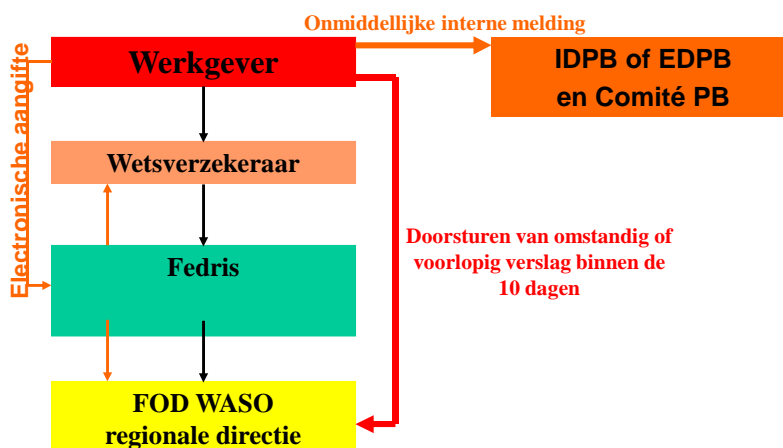 Onmiddellijke interne melding
Werkgever
IDPB of EDPB
en Comité PB
Electronische aangifte
Wetsverzekeraar
Doorsturen van omstandig of
voorlopig verslag binnen de
10 dagen
Fedris
FOD WASO
regionale directie